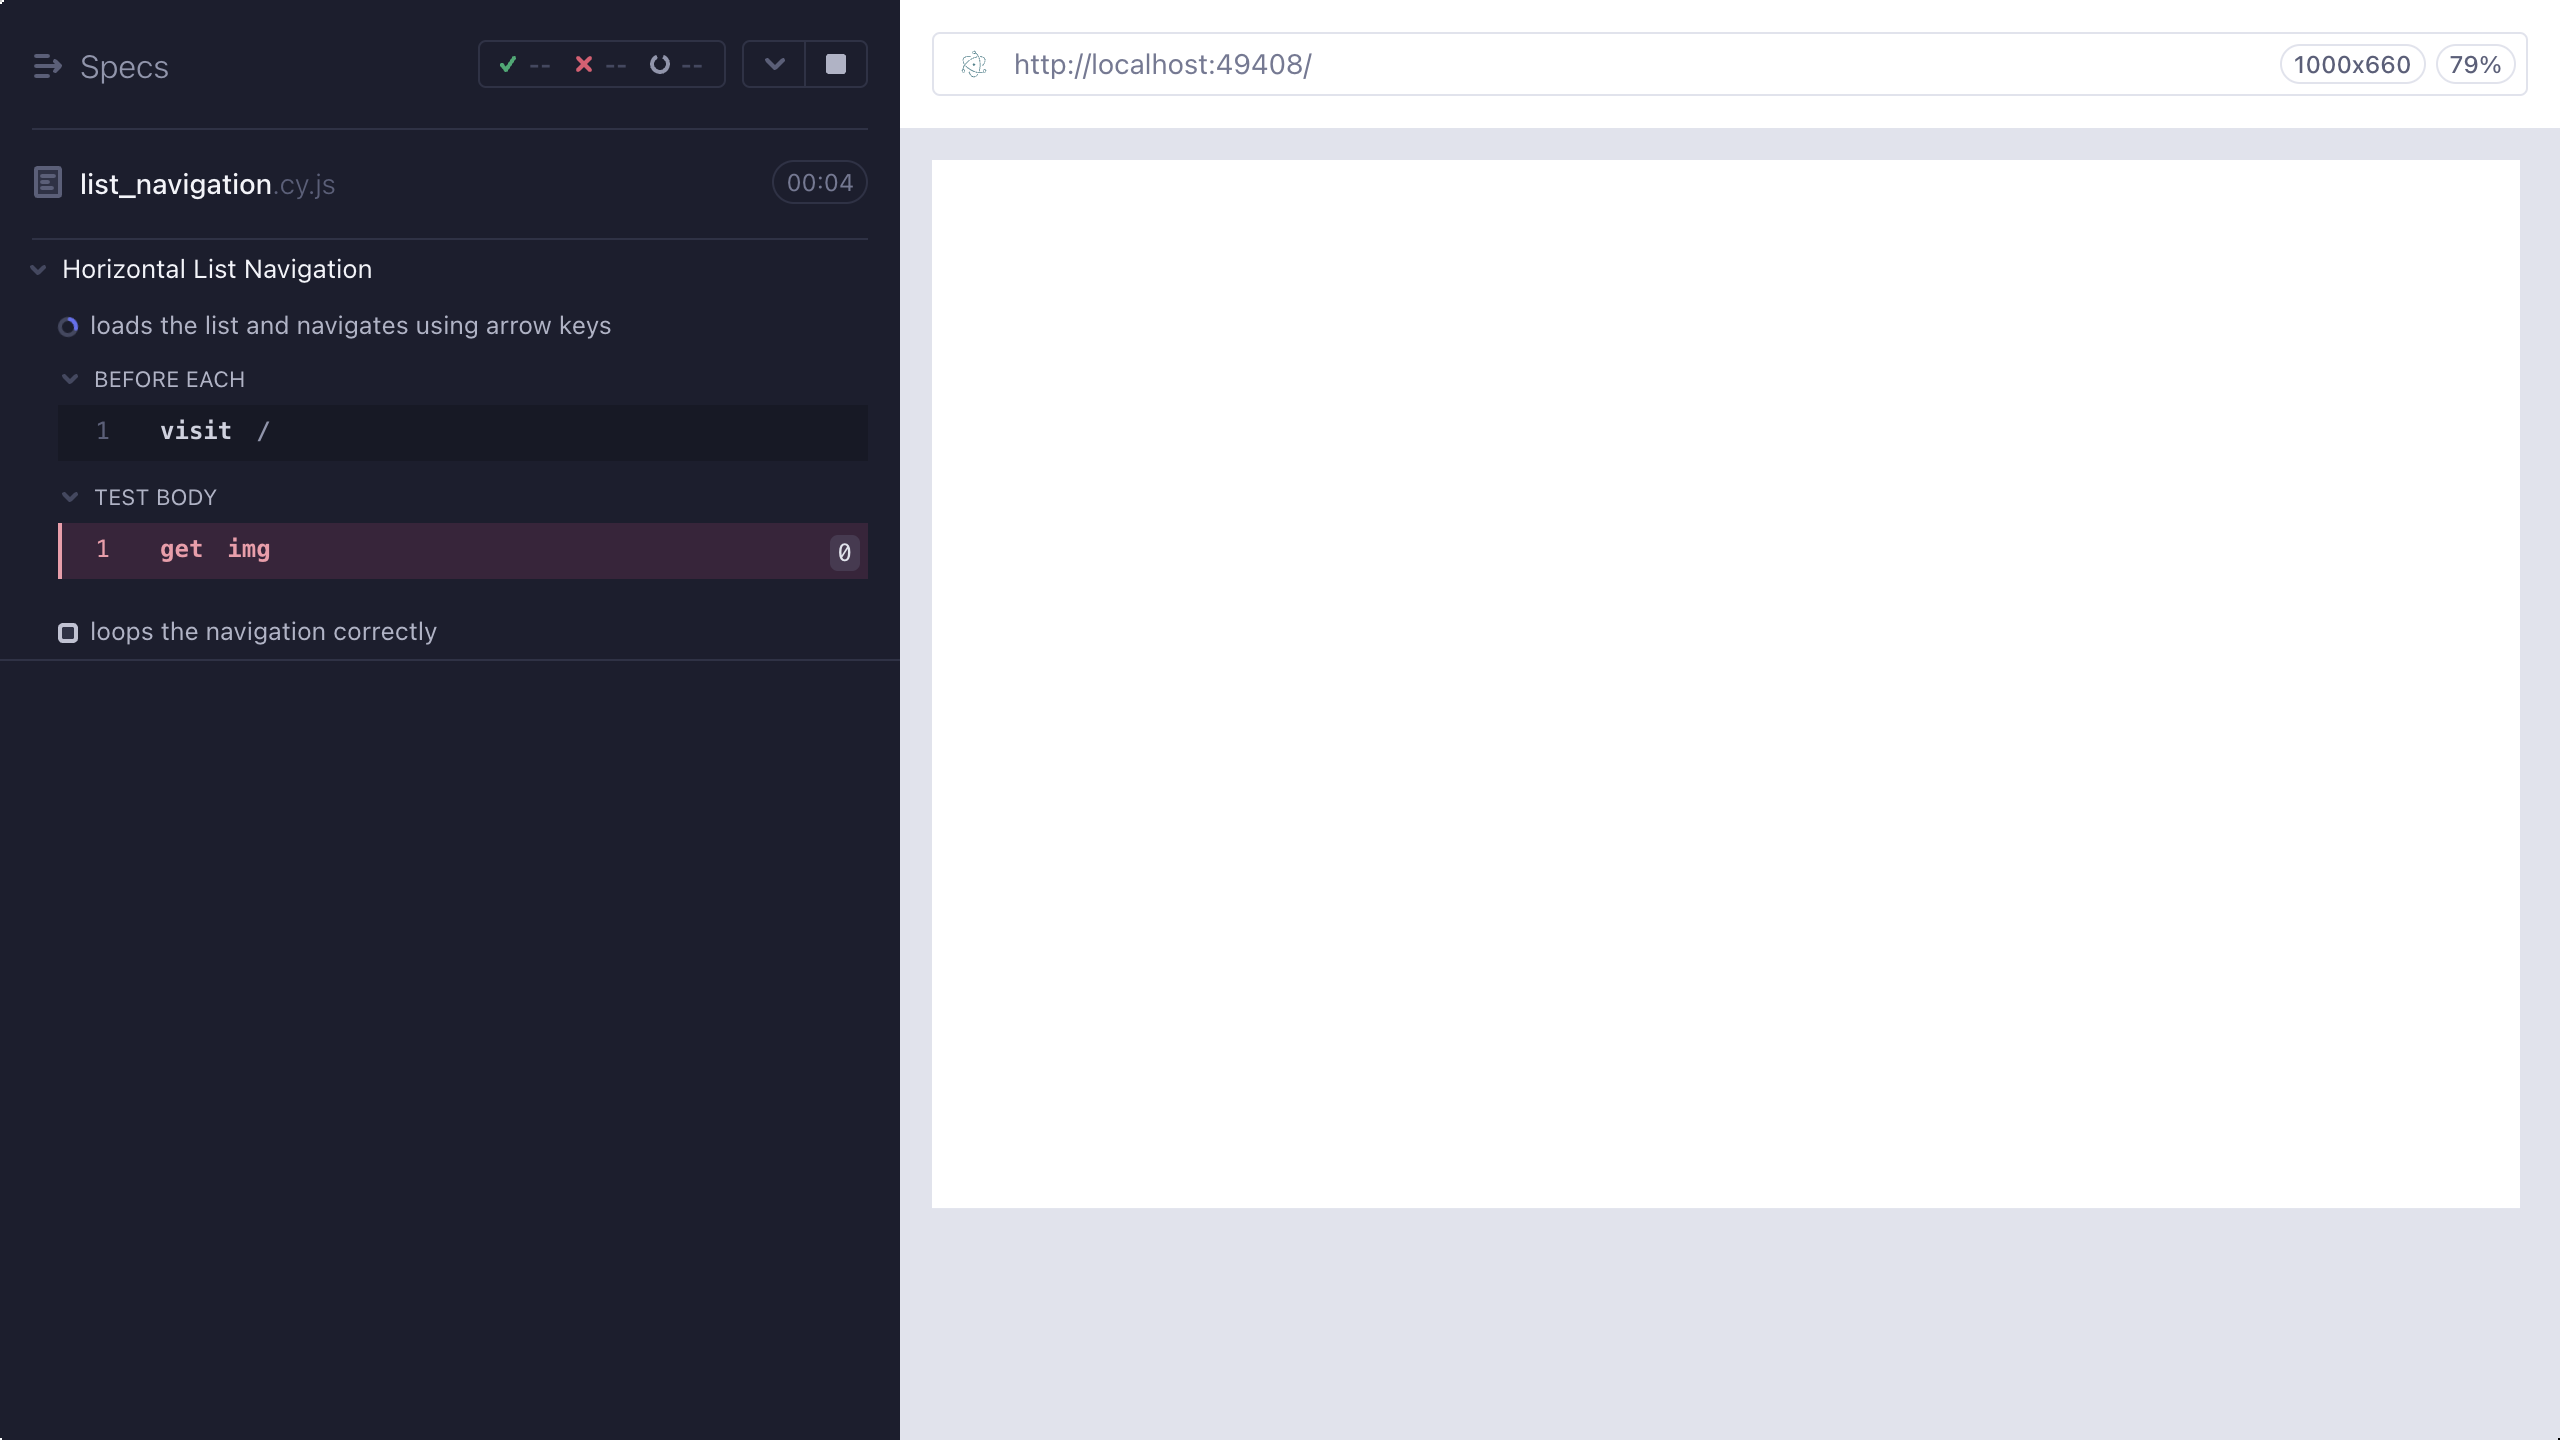 Specs -- -- --
list_navigation.cy.js 00:04
Horizontal List Navigation
loads the list and navigates using arrow keys
BEFORE EACH
1 visit /
TEST BODY
1 get img 0
loops the navigation correctly
http://localhost:49408/ 1000x660 79%